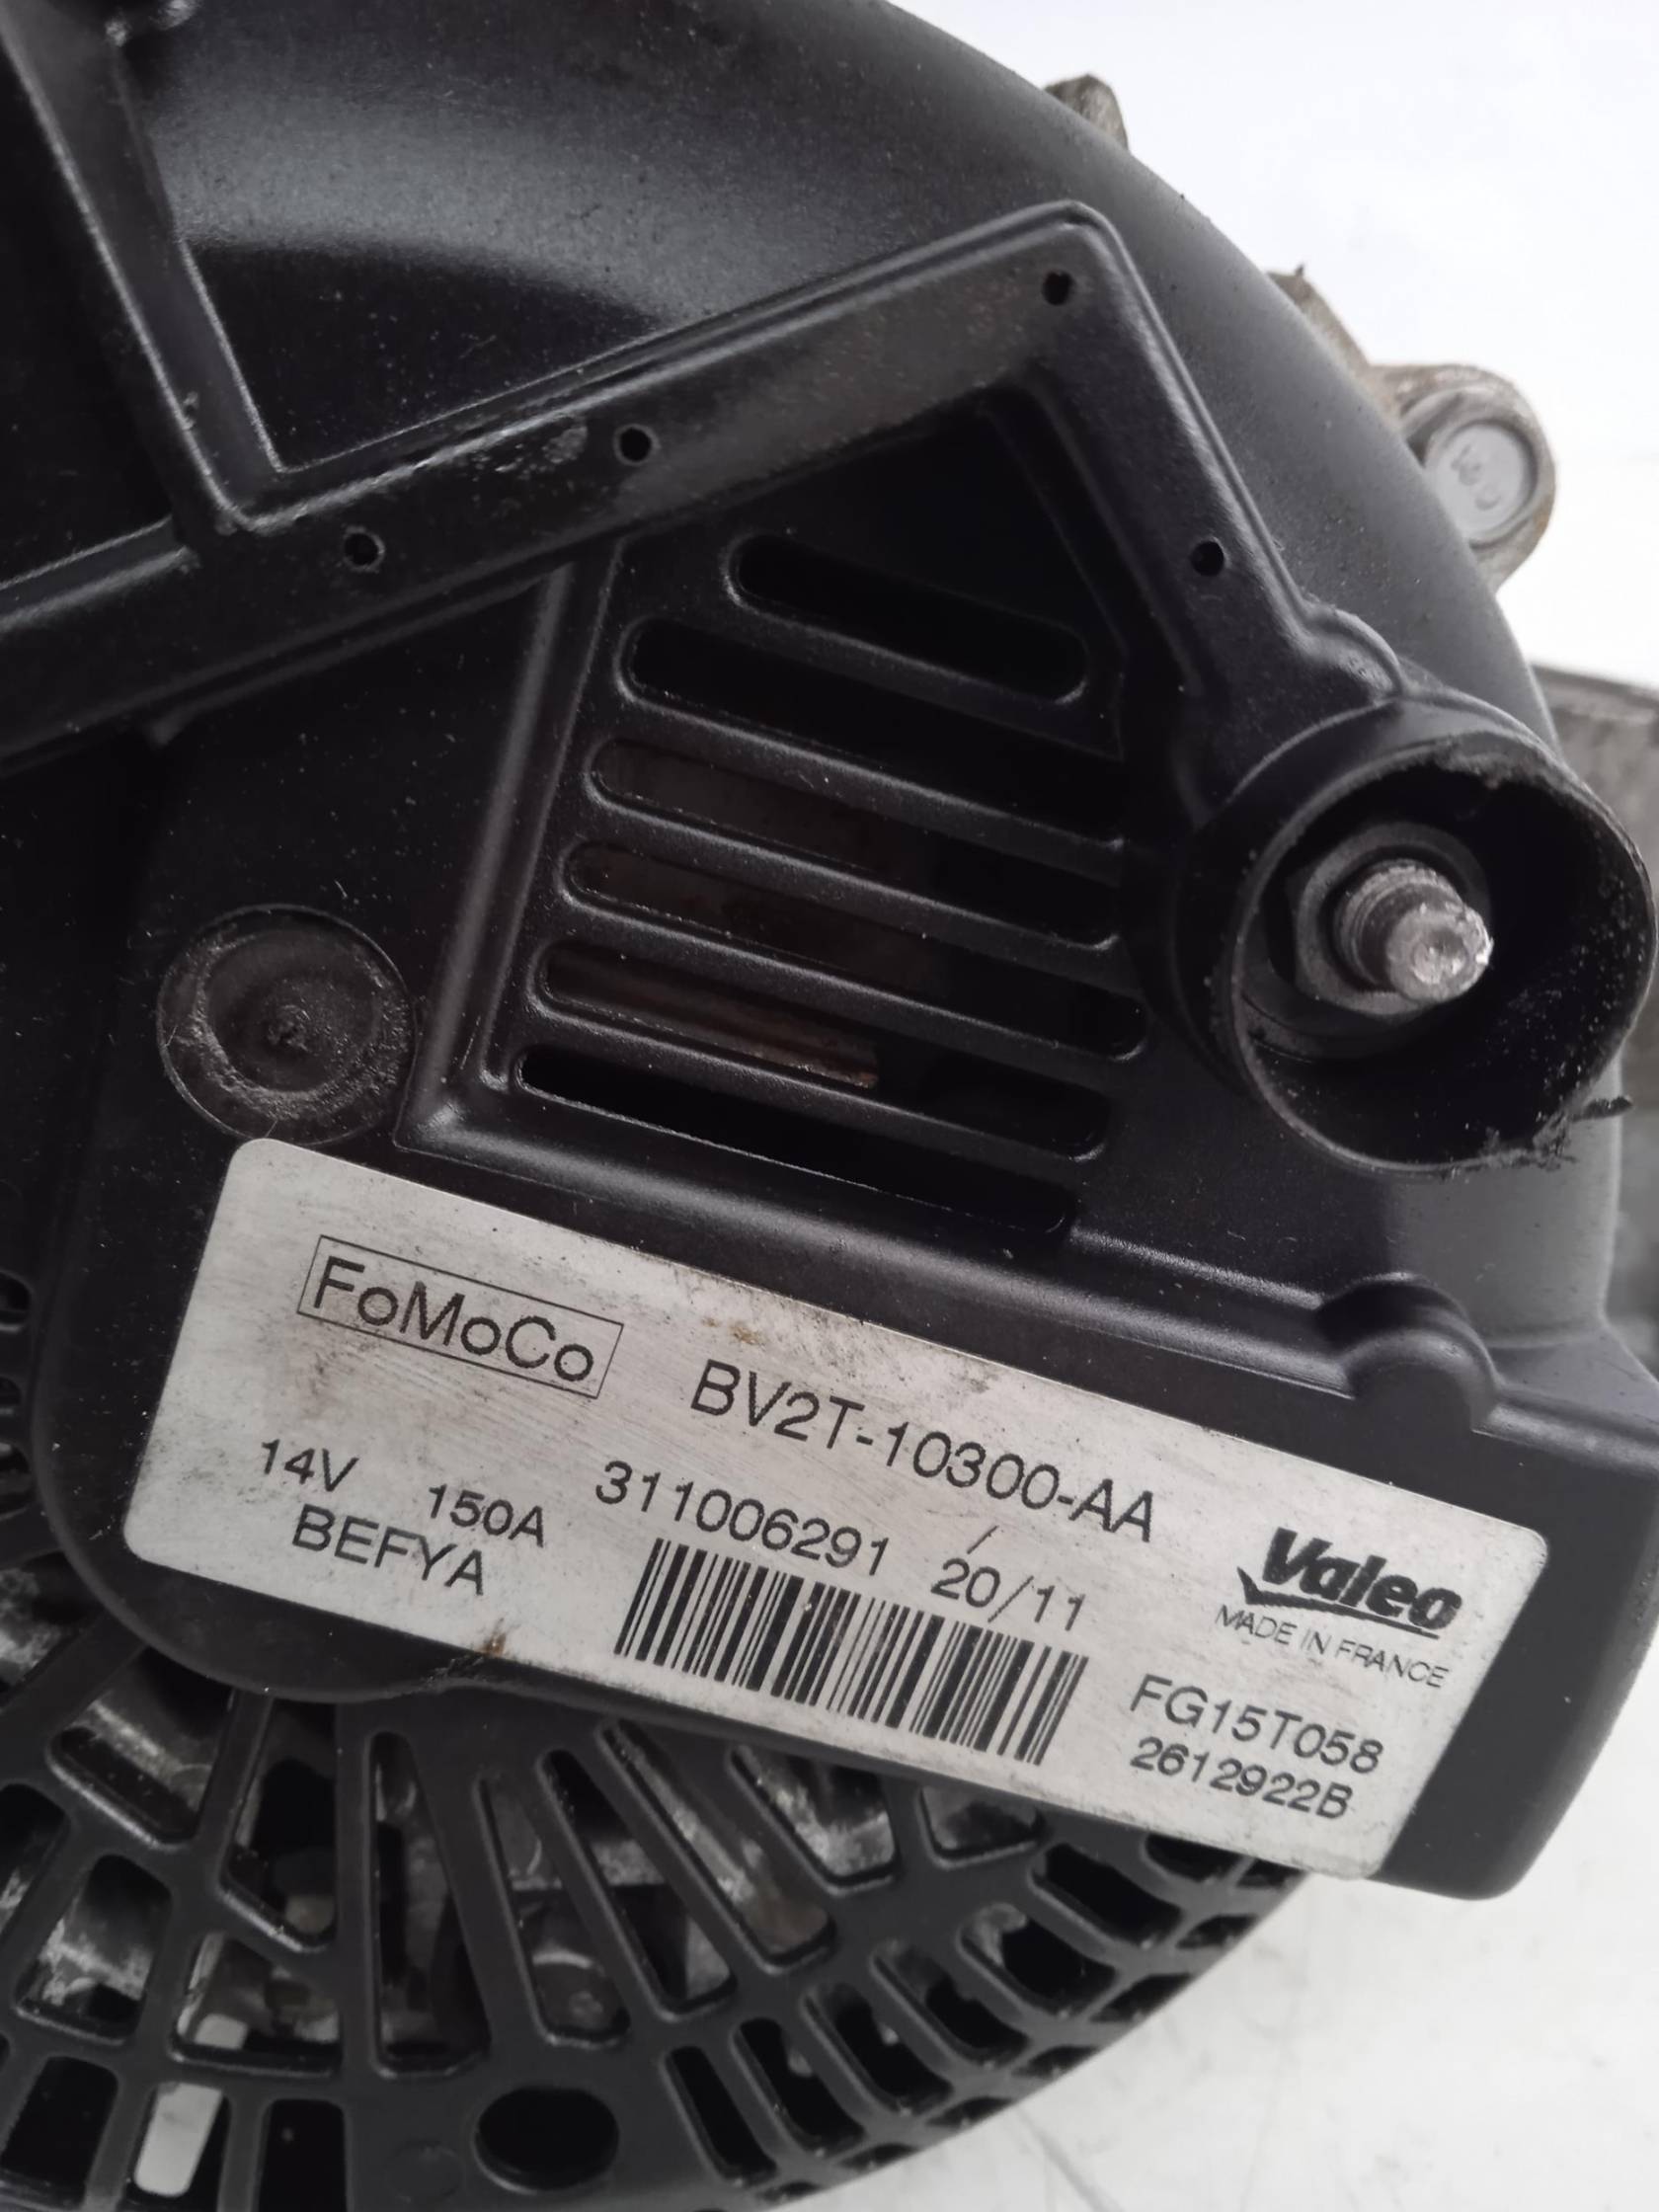 FoMoCo BV2T-10300-AA
14V 150A 311006291 20/11
BEFYA
Valeo
MADE IN FRANCE
FG15T058
2612922B